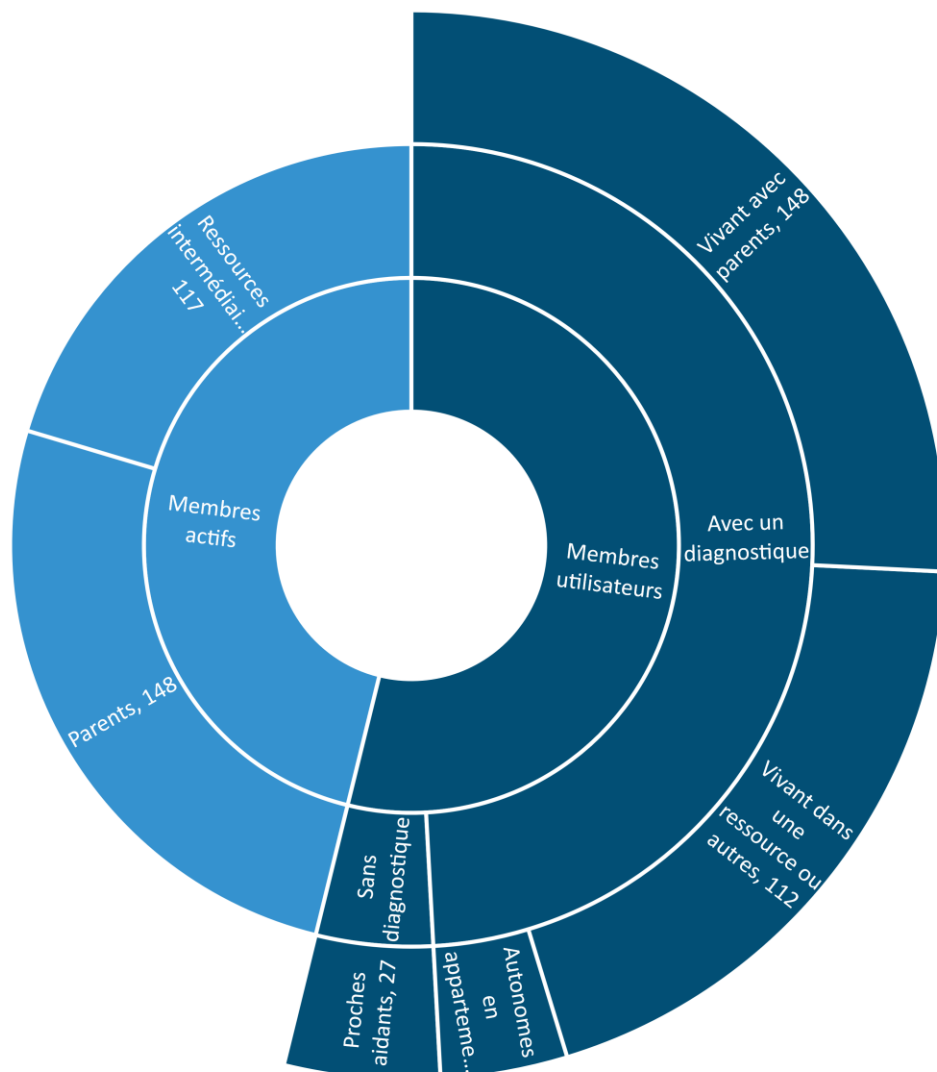 Vivant avec
parents, 148
Ressources
intermédiai...
117
Membres
actifs
Membres
utilisateurs
Avec un
diagnostique
Parents, 148
Vivant dans
une
ressource ou
autres, 112
Sans
diagnostique
Autonomes
en
apparteme...
Proches
aidants, 27